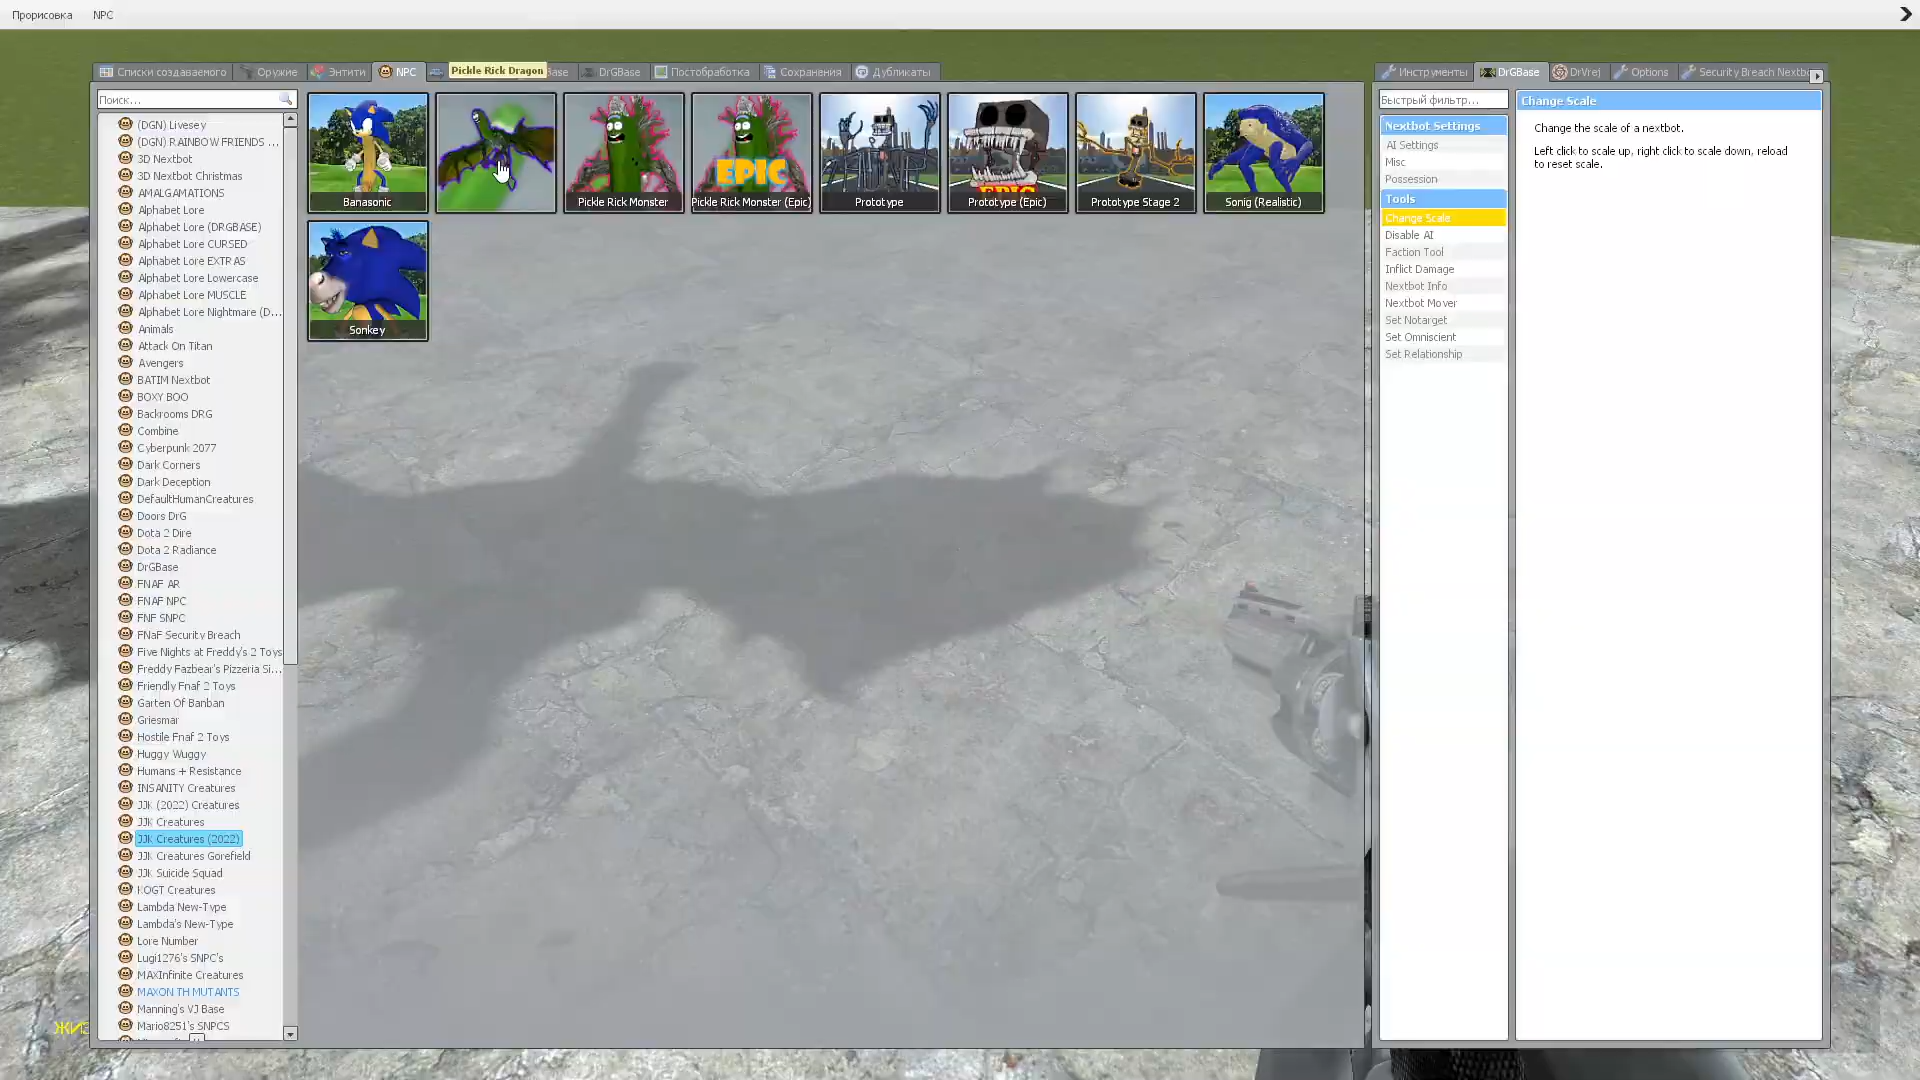 Прорисовка NPC
Списки создаваемого Оружие Энтити NPC Pickle Rick Dragon Base DrGBase Постобработка Сохранения Дубликаты
Инструменты DrGBase DrVrej Options Security Breach Nextbo
Поиск...
(DGN) Livesey
(DGN) RAINBOW FRIENDS ...
3D Nextbot
3D Nextbot Christmas
AMALGAMATIONS
Alphabet Lore
Alphabet Lore (DRGBASE)
Alphabet Lore CURSED
Alphabet Lore EXTRAS
Alphabet Lore Lowercase
Alphabet Lore MUSCLE
Alphabet Lore Nightmare (D...
Animals
Attack On Titan
Avengers
BATIM Nextbot
BOXY BOO
Backrooms DRG
Combine
Cyberpunk 2077
Dark Corners
Dark Deception
DefaultHumanCreatures
Doors DrG
Dota 2 Dire
Dota 2 Radiance
DrGBase
FNAF AR
FNAF NPC
FNF SNPC
FNaF Security Breach
Five Nights at Freddy's 2 Toys
Freddy Fazbear's Pizzeria Si...
Friendly Fnaf 2 Toys
Garten Of Banban
Griesmar
Hostile Fnaf 2 Toys
Huggy Wuggy
Humans + Resistance
INSANITY Creatures
JJK (2022) Creatures
JJK Creatures
JJK Creatures (2022)
JJK Creatures Gorefield
JJK Suicide Squad
KOGT Creatures
Lambda New-Type
Lambda's New-Type
Lore Number
Lugi1276's SNPC's
MAXInfinite Creatures
MAXON TH MUTANTS
Manning's VJ Base
Mario8251's SNPCS
Banasonic
Pickle Rick Monster
EPIC
Pickle Rick Monster (Epic)
Prototype
EPIC
Prototype (Epic)
Prototype Stage 2
Sonig (Realistic)
Sonkey
Быстрый фильтр...
Nextbot Settings
AI Settings
Misc
Possession
Tools
Change Scale
Disable AI
Faction Tool
Inflict Damage
Nextbot Info
Nextbot Mover
Set Notarget
Set Omniscient
Set Relationship
Change Scale
Change the scale of a nextbot.
Left click to scale up, right click to scale down, reload
to reset scale.